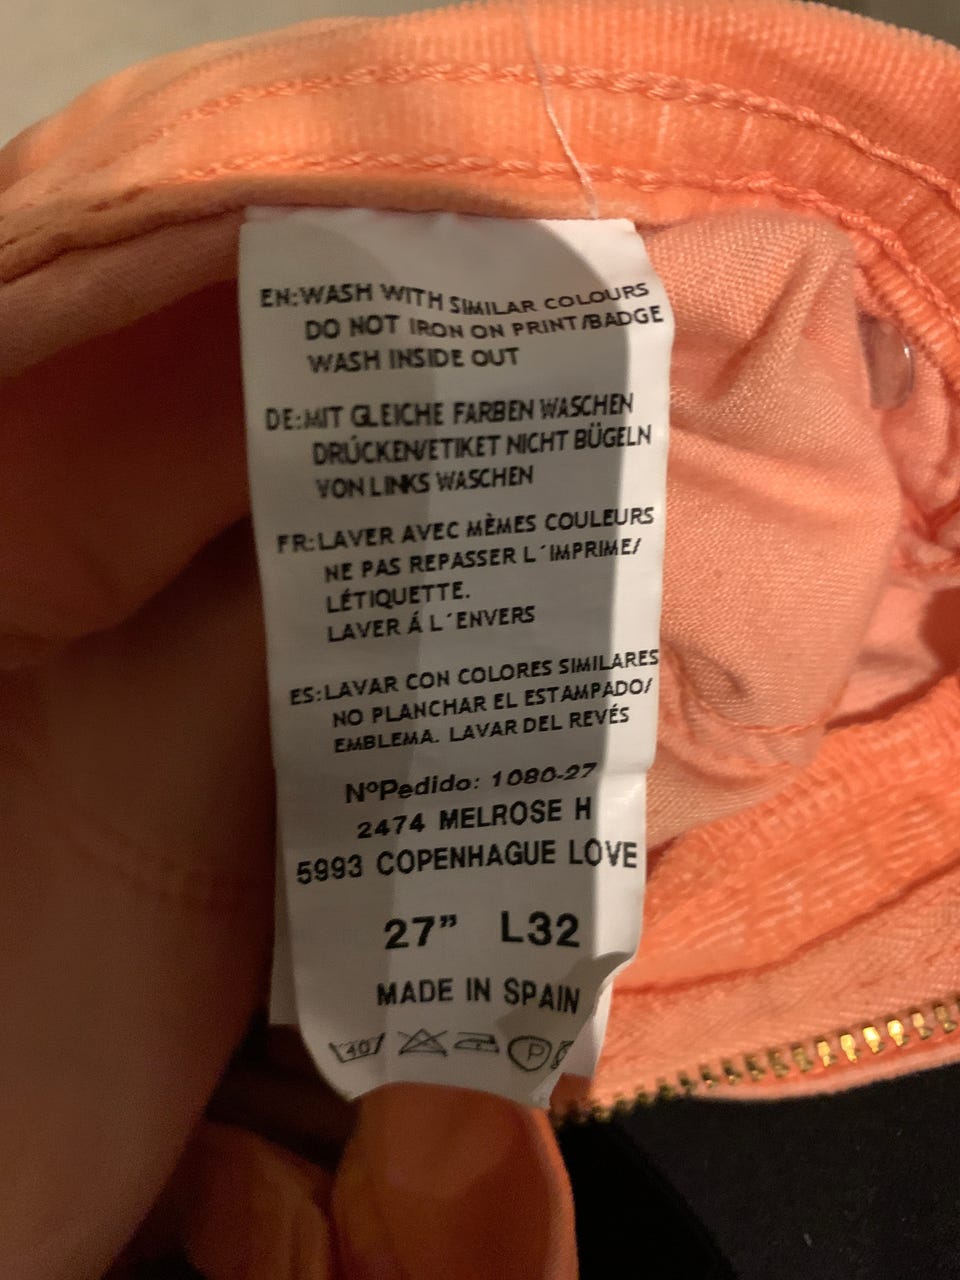 EN:WASH WITH SIMILAR COLOURS
DO NOT IRON ON PRINT/BADGE
WASH INSIDE OUT
DE:MIT GLEICHE FARBEN WASCHEN
DRÚCKEN/ETIKET NICHT BÜGELN
VON LINKS WASCHEN
FR:LAVER AVEC MÈMES COULEURS
NE PAS REPASSER L´IMPRIME/
LÉTIQUETTE.
LAVER Á L´ENVERS
ES:LAVAR CON COLORES SIMILARES
NO PLANCHAR EL ESTAMPADO/
EMBLEMA. LAVAR DEL REVÉS
NºPedido: 1080-27
2474 MELROSE H
5993 COPENHAGUE LOVE
27” L32
MADE IN SPAIN
40 P